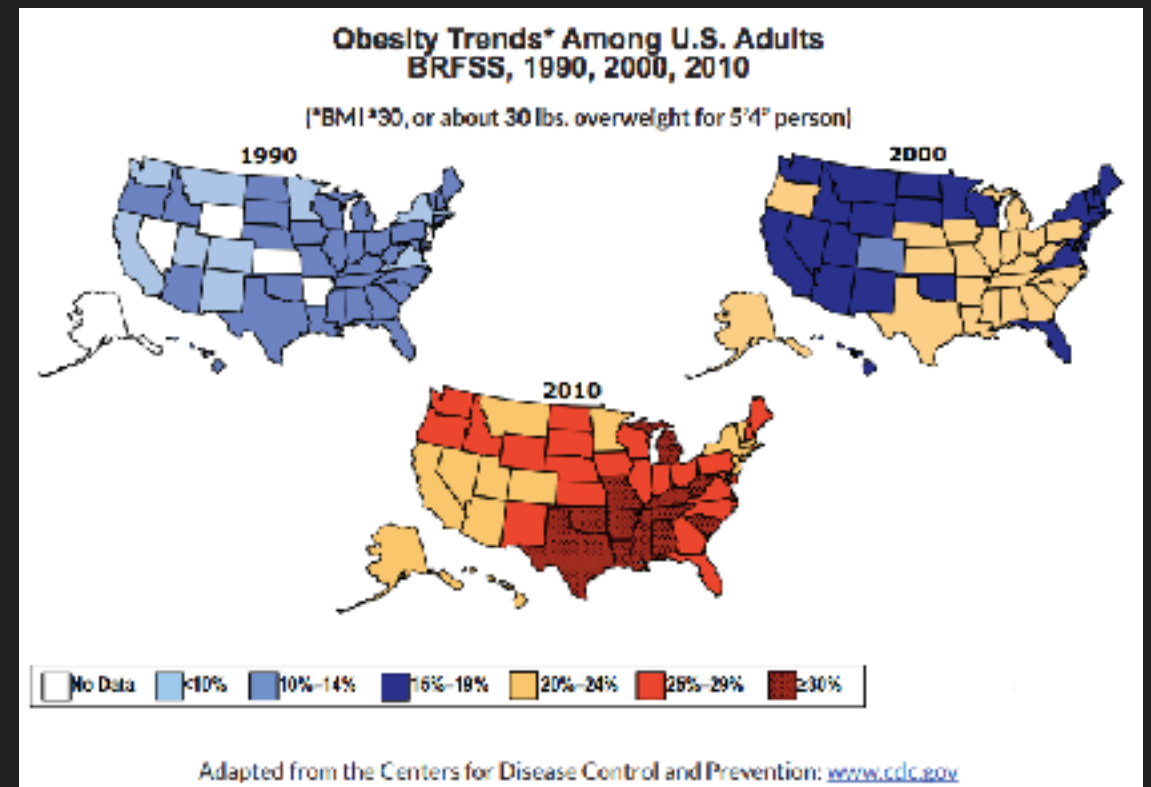 Obesity Trends* Among U.S. Adults
BRFSS, 1990, 2000, 2010
(*BMI ³30, or about 30 lbs. overweight for 5'4" person)
1990
2000
2010
No Data <10% 10%–14% 15%–19% 20%–24% 25%–29% ≥30%
Adapted from the Centers for Disease Control and Prevention: www.cdc.gov